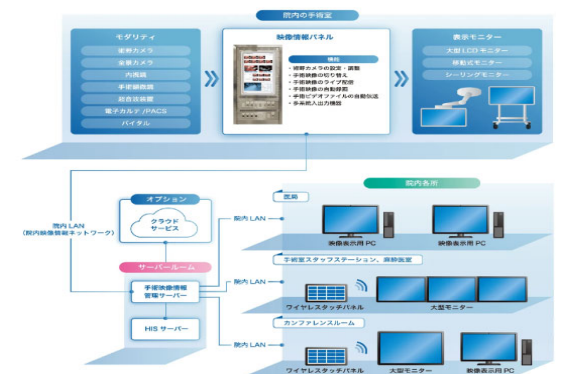 院内の手術室
モダリティ
術野カメラ
全景カメラ
内視鏡
手術顕微鏡
超音波装置
電子カルテ/PACS
バイタル
映像情報パネル
機能
・術野カメラの設定・調整
・手術映像の切り替え
・手術映像のライブ配信
・手術映像の自動録画
・手術ビデオファイルの自動伝送
・多系統入出力機器
表示モニター
大型LCDモニター
移動式モニター
シーリングモニター
院内LAN
(院内映像情報ネットワーク)
オプション
クラウド
サービス
サーバールーム
手術映像情報
管理サーバー
HISサーバー
院内各所
院内LAN
医局
映像表示用PC
映像表示用PC
院内LAN
手術室スタッフステーション、麻酔医室
ワイヤレスタッチパネル
大型モニター
院内LAN
カンファレンスルーム
ワイヤレスタッチパネル
大型モニター
映像表示用PC